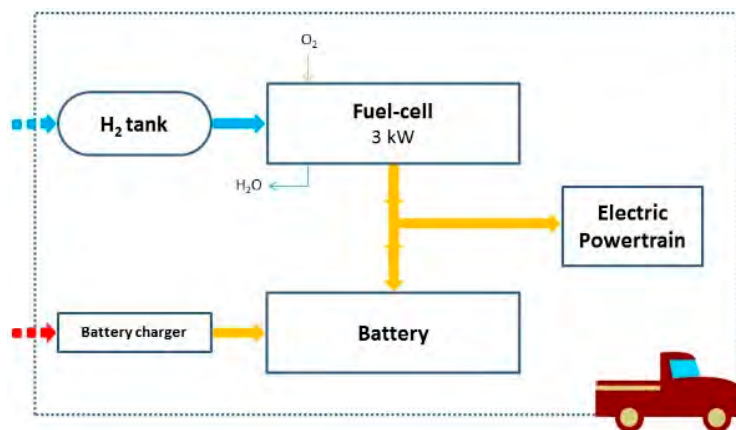 O₂
H₂ tank
Fuel-cell
3 kW
H₂O
Electric
Powertrain
Battery charger
Battery